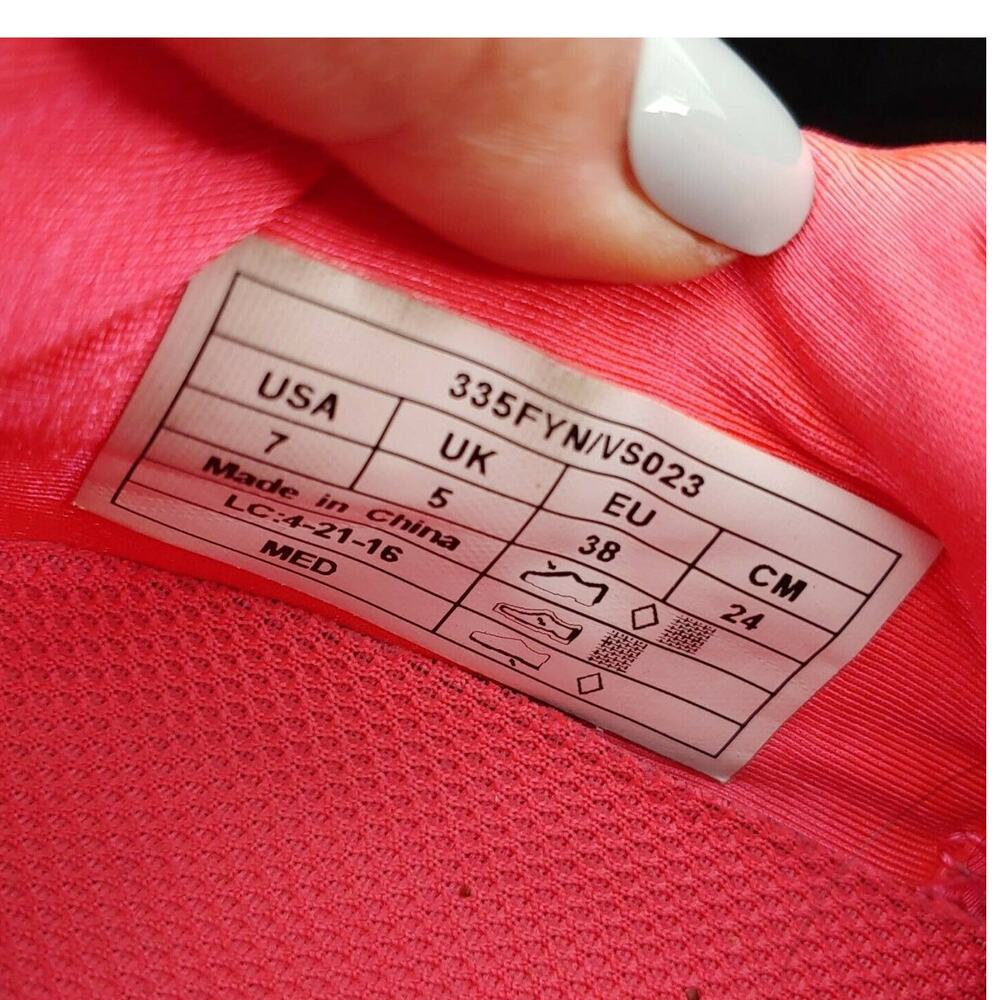 335FYN/VS023
USA UK EU CM
7 5 38 24
Made in China
LC:4-21-16
MED